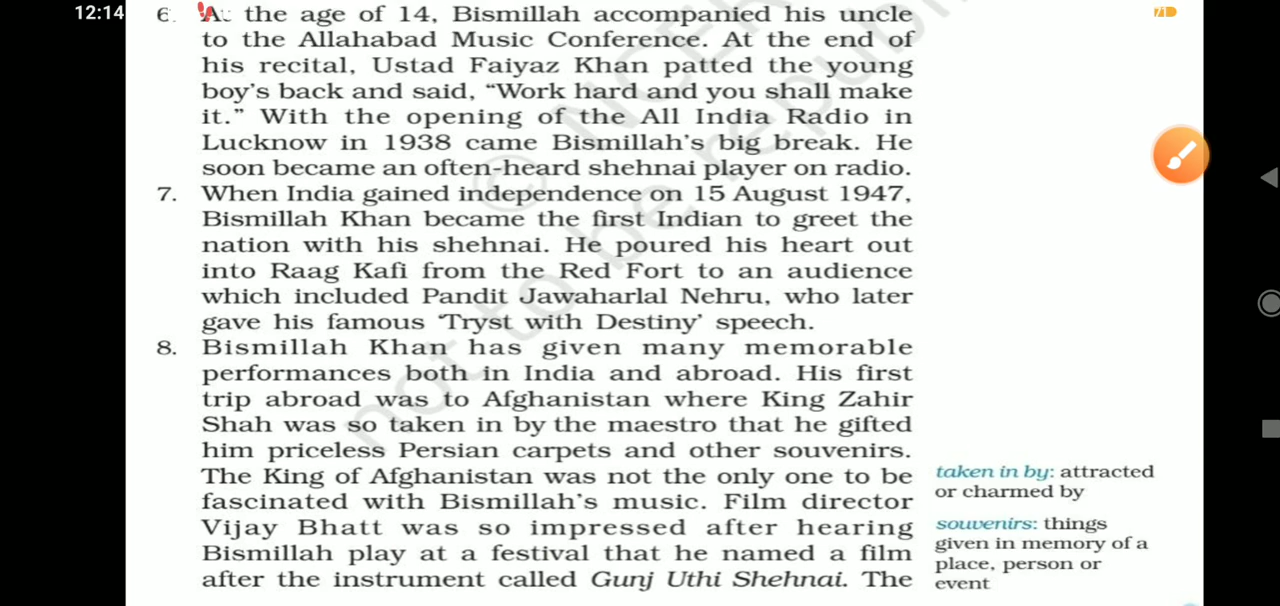 12:14
6. At the age of 14, Bismillah accompanied his uncle
to the Allahabad Music Conference. At the end of
his recital, Ustad Faiyaz Khan patted the young
boy's back and said, “Work hard and you shall make
it.” With the opening of the All India Radio in
Lucknow in 1938 came Bismillah's big break. He
soon became an often-heard shehnai player on radio.
7. When India gained independence on 15 August 1947,
Bismillah Khan became the first Indian to greet the
nation with his shehnai. He poured his heart out
into Raag Kafi from the Red Fort to an audience
which included Pandit Jawaharlal Nehru, who later
gave his famous ‘Tryst with Destiny’ speech.
8. Bismillah Khan has given many memorable
performances both in India and abroad. His first
trip abroad was to Afghanistan where King Zahir
Shah was so taken in by the maestro that he gifted
him priceless Persian carpets and other souvenirs.
The King of Afghanistan was not the only one to be
fascinated with Bismillah's music. Film director
Vijay Bhatt was so impressed after hearing
Bismillah play at a festival that he named a film
after the instrument called Gunj Uthi Shehnai. The
taken in by: attracted
or charmed by
souvenirs: things
given in memory of a
place, person or
event
71
© NCER
not to be republi